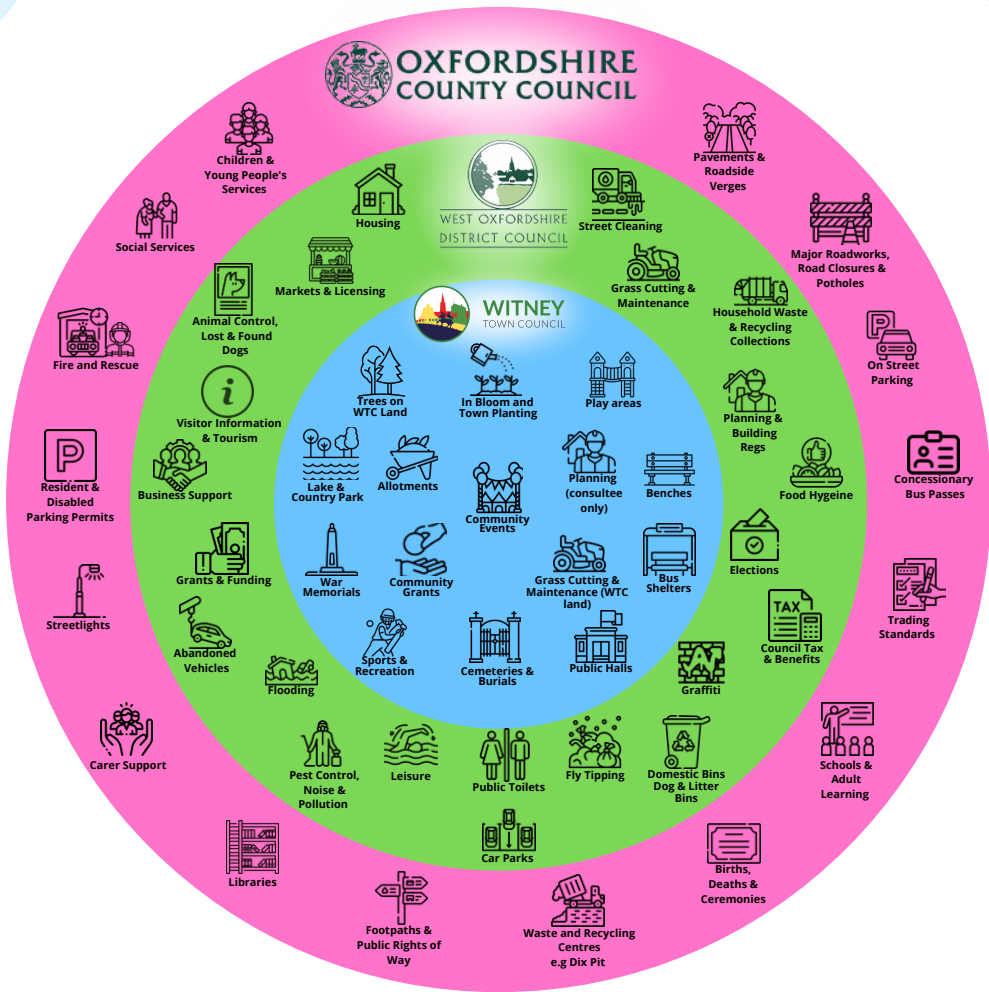 OXFORDSHIRE
COUNTY COUNCIL
Children &
Young People's
Services
Pavements &
Roadside
Verges
Social Services
Major Roadworks,
Road Closures &
Potholes
Fire and Rescue
P
On Street
Parking
P
Resident &
Disabled
Parking Permits
Concessionary
Bus Passes
Streetlights
Trading
Standards
Carer Support
Schools &
Adult
Learning
Libraries
Births,
Deaths &
Ceremonies
Footpaths &
Public Rights of
Way
Waste and Recycling
Centres
e.g Dix Pit
WEST OXFORDSHIRE
DISTRICT COUNCIL
Housing
Street Cleaning
Markets & Licensing
Grass Cutting &
Maintenance
Animal Control,
Lost & Found
Dogs
Household Waste
& Recycling
Collections
i
Visitor Information
& Tourism
Planning &
Building
Regs
Business Support
Food Hygeine
Grants & Funding
Elections
Abandoned
Vehicles
TAX
Council Tax
& Benefits
Flooding
Graffiti
Pest Control,
Noise &
Pollution
Leisure
Public Toilets
Fly Tipping
Domestic Bins
Dog & Litter
Bins
Car Parks
WITNEY
TOWN COUNCIL
Trees on
WTC Land
In Bloom and
Town Planting
Play areas
Lake &
Country Park
Allotments
Community
Events
Planning
(consultee
only)
Benches
War
Memorials
Community
Grants
Grass Cutting &
Maintenance (WTC
land)
Bus
Shelters
Sports &
Recreation
Cemeteries &
Burials
Public Halls